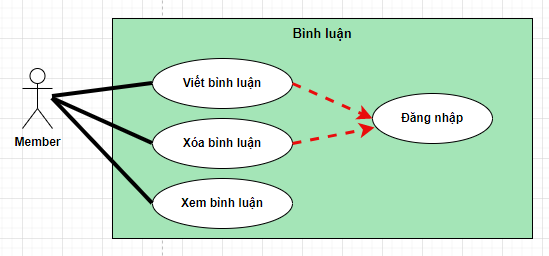 Bình luận
Viết bình luận
Đăng nhập
Member
Xóa bình luận
Xem bình luận